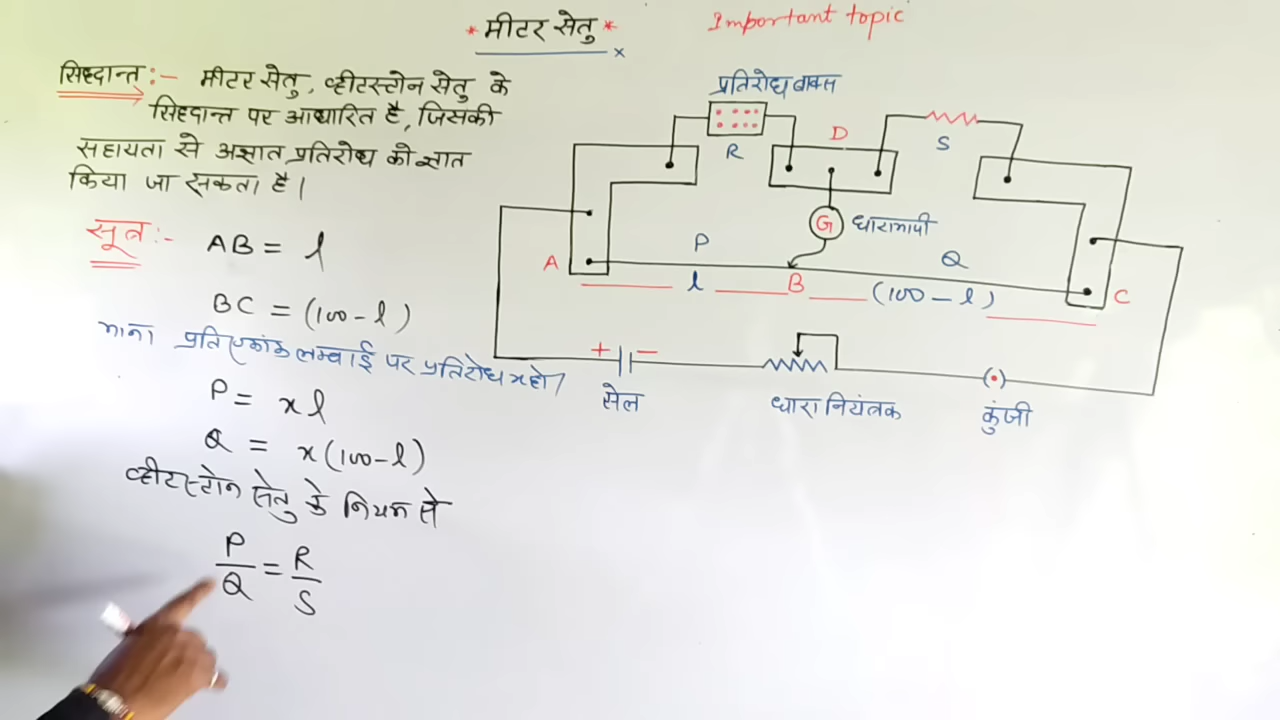 * मीटर सेतु *
Important topic
सिद्दान्त :- मीटर सेतु, व्हीटस्टोन सेतु के
सिद्दान्त पर आधारित है, जिसकी
सहायता से अज्ञात प्रतिरोध को ज्ञात
किया जा सकता है।
सूत्र :- AB = l
BC = (100 - l)
माना प्रति एकांक लम्बाई पर प्रतिरोध x हो।
P = x l
Q = x (100 - l)
व्हीटस्टोन सेतु के नियम से
P/Q = R/S
प्रतिरोध बाक्स
R
D
S
G धारामापी
P
Q
A
l
B
(100 - l)
C
+ −
सेल
धारा नियंत्रक
कुंजी